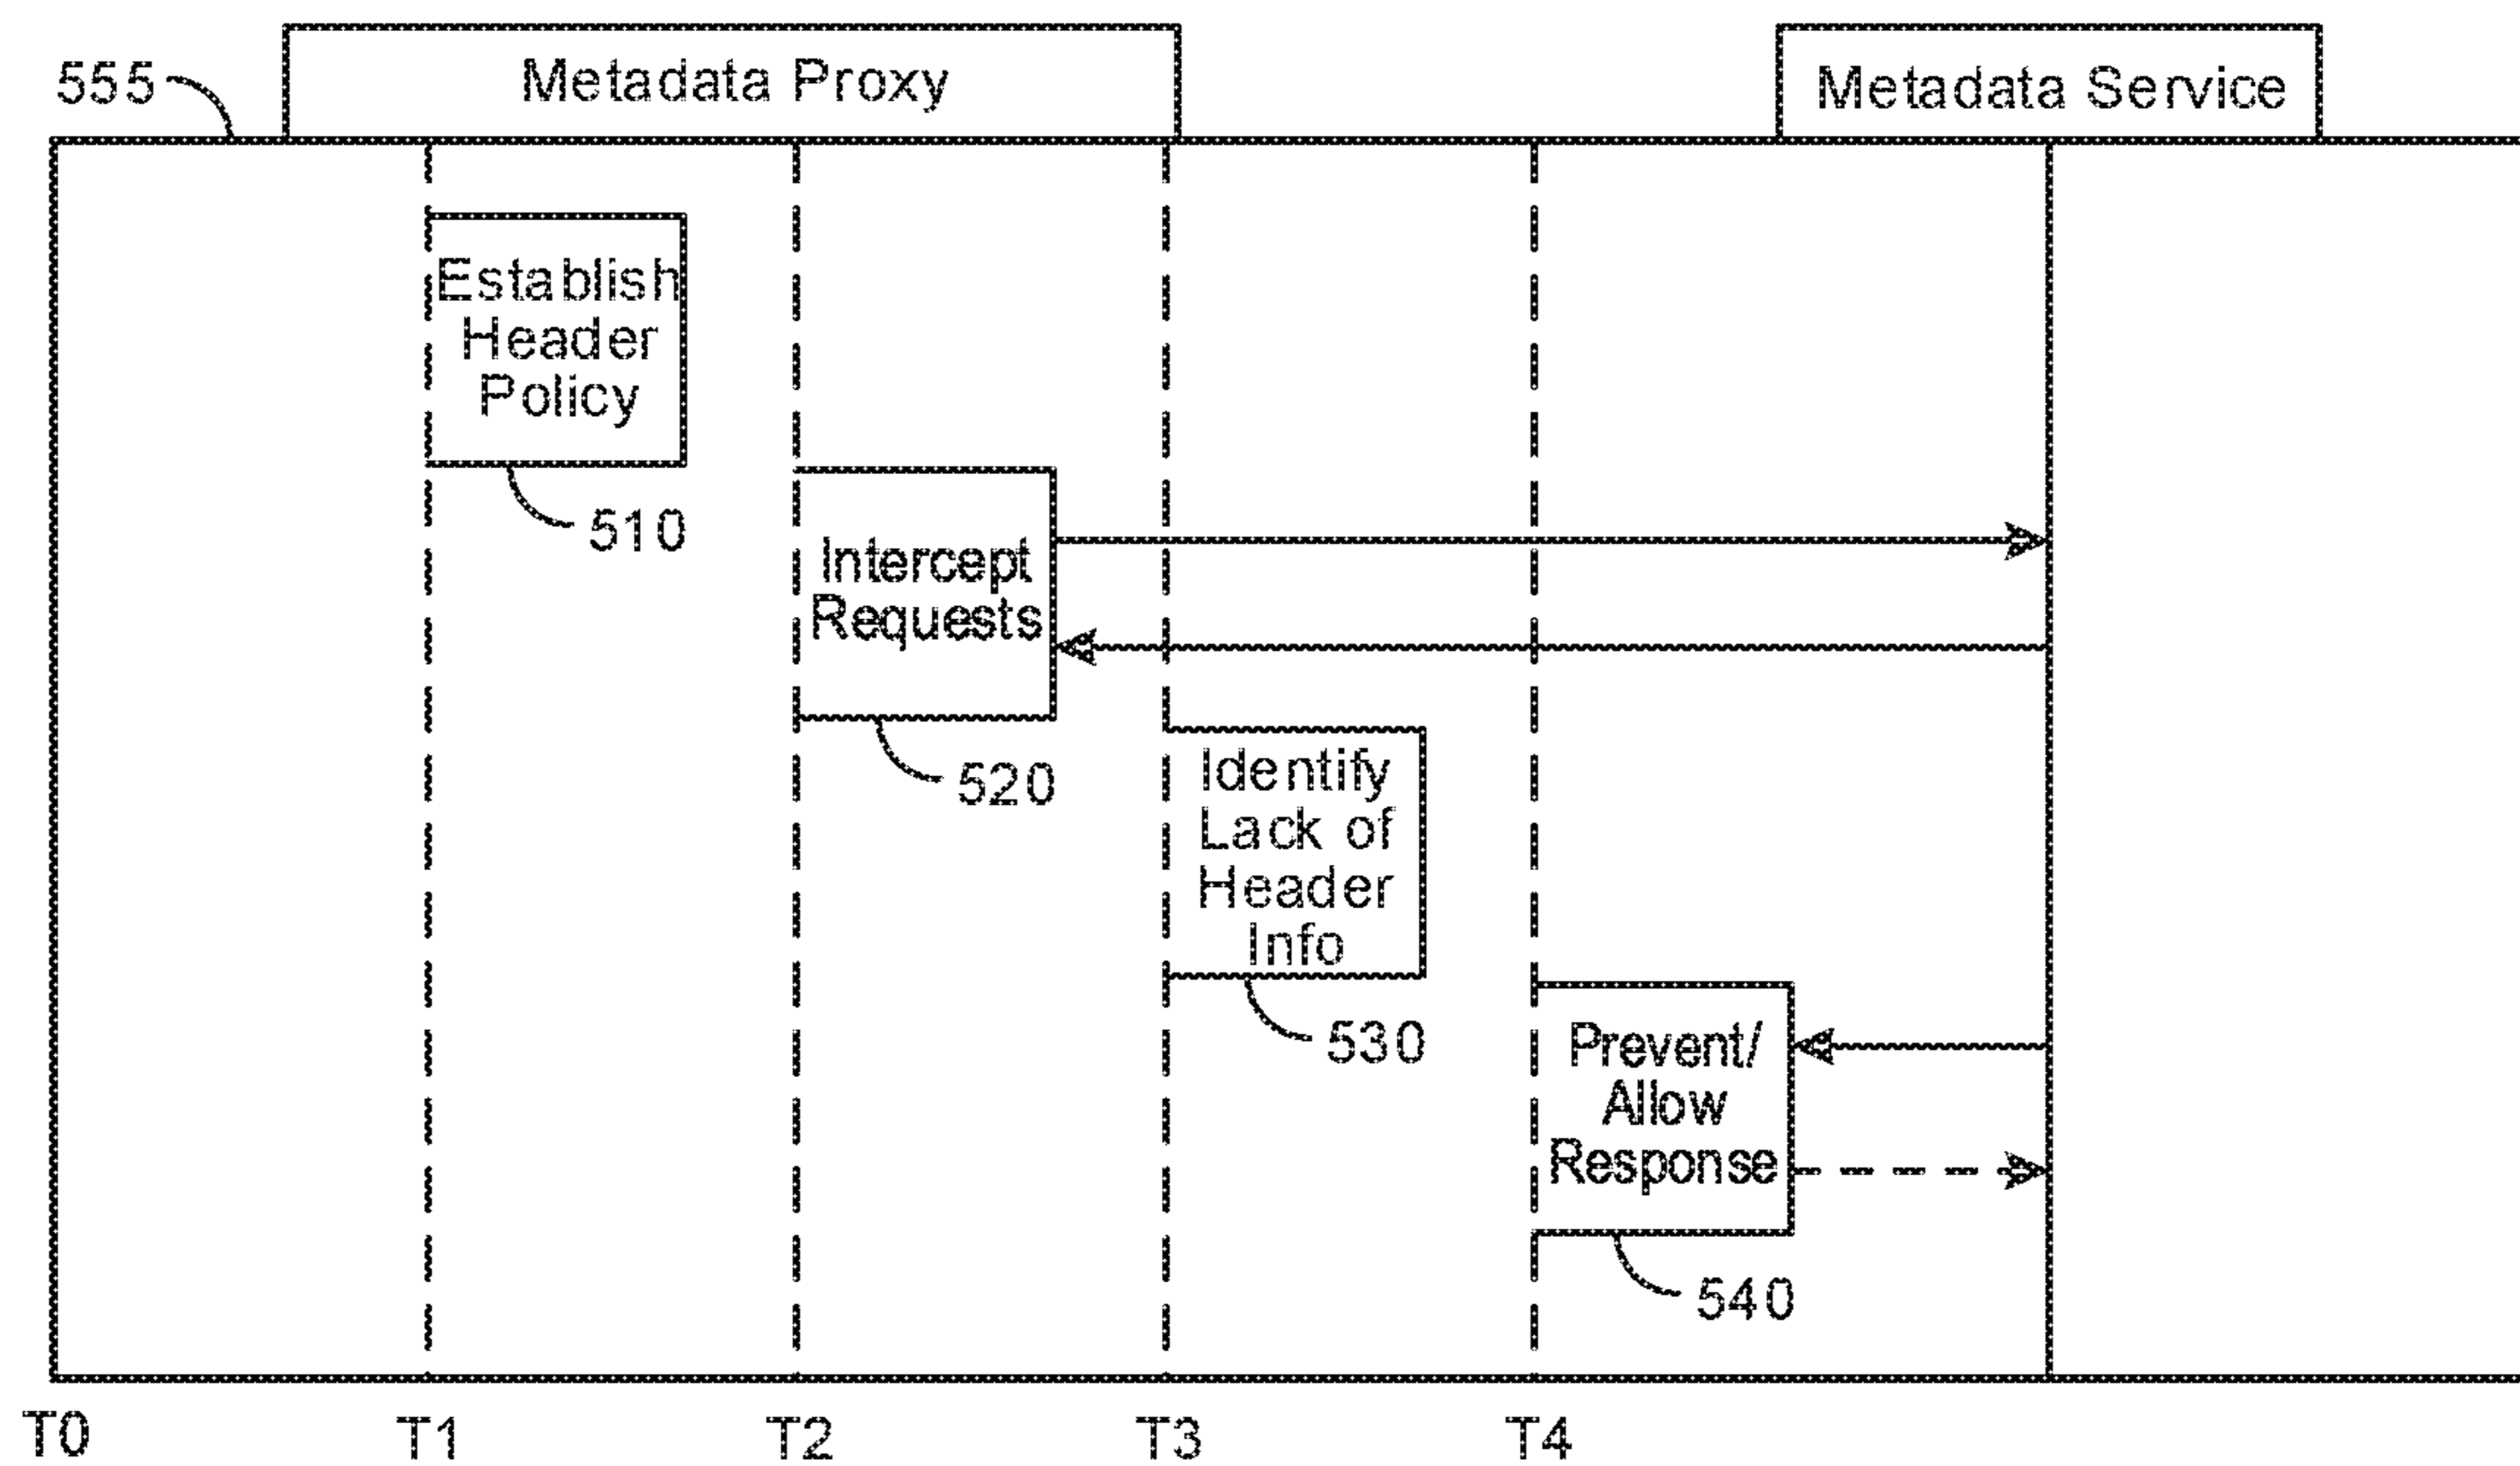 555
Metadata Proxy
Metadata Service
Establish
Header
Policy
510
Intercept
Requests
520
Identify
Lack of
Header
Info
530
Prevent/
Allow
Response
540
T0
T1
T2
T3
T4